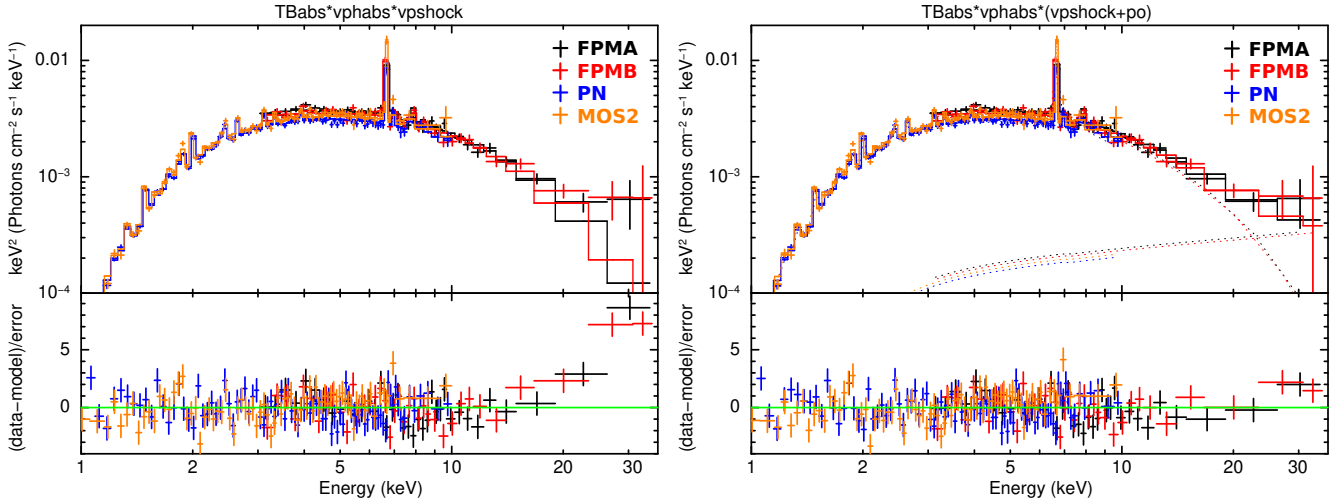 TBabs*vphabs*vpshock
keV² (Photons cm⁻² s⁻¹ keV⁻¹)
0.01
10⁻³
10⁻⁴
FPMA
FPMB
PN
MOS2
(data−model)/error
5
0
1
2
5
10
20
30
Energy (keV)
TBabs*vphabs*(vpshock+po)
keV² (Photons cm⁻² s⁻¹ keV⁻¹)
0.01
10⁻³
10⁻⁴
FPMA
FPMB
PN
MOS2
(data−model)/error
5
0
1
2
5
10
20
30
Energy (keV)